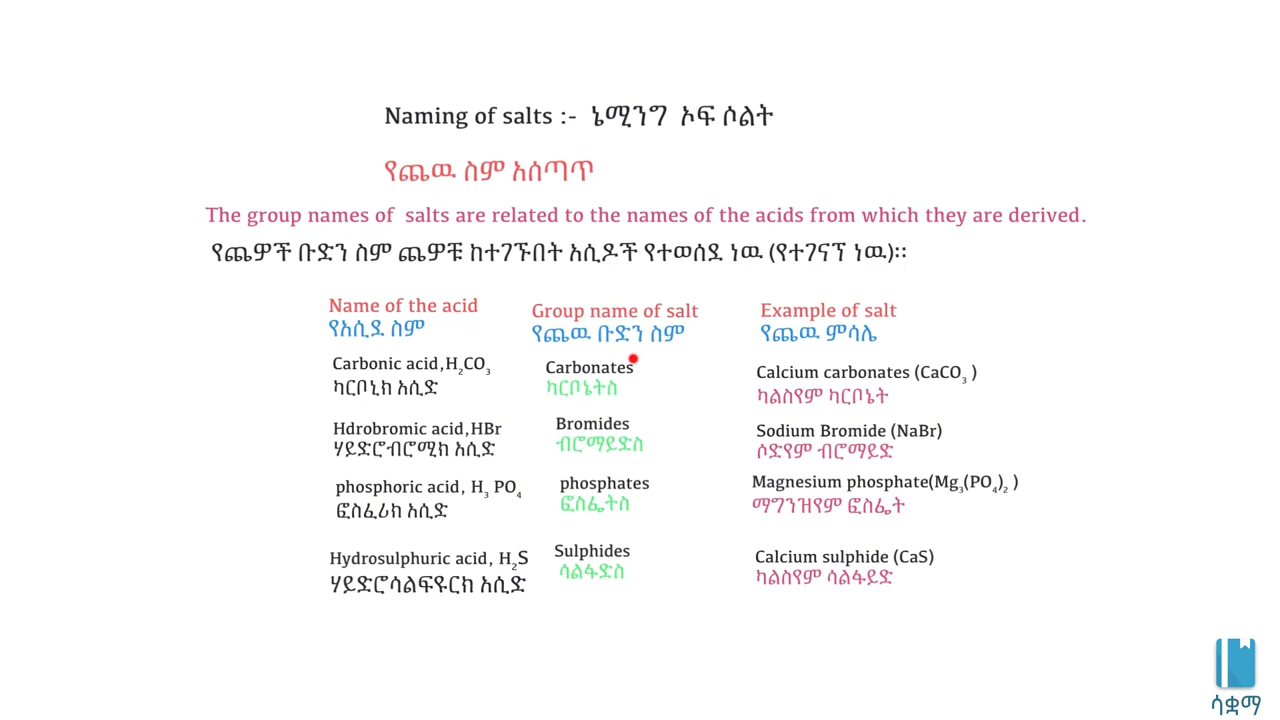 Naming of salts :- ኔሚንግ ኦፍ ሶልት
የጨዉ ስም አሰጣጥ
The group names of salts are related to the names of the acids from which they are derived.
የጨዎች ቡድን ስም ጨዎቹ ከተገኙበት አሲዶች የተወሰደ ነዉ (የተገናኘ ነዉ)፡፡
Name of the acid
የአሲደ ስም
Group name of salt
የጨዉ ቡድን ስም
Example of salt
የጨዉ ምሳሌ
Carbonic acid,H₂CO₃
ካርቦኒክ አሲድ
Carbonates
ካርቦኔትስ
Calcium carbonates (CaCO₃ )
ካልስየም ካርቦኔት
Hdrobromic acid,HBr
ሃይድሮብሮሚክ አሲድ
Bromides
ብሮማይድስ
Sodium Bromide (NaBr)
ሶድየም ብሮማይድ
phosphoric acid, H₃ PO₄
ፎስፈሪክ አሲድ
phosphates
ፎስፌትስ
Magnesium phosphate(Mg₃(PO₄)₂ )
ማግንዝየም ፎስፌት
Hydrosulphuric acid, H₂S
ሃይድሮሳልፍዩርክ አሲድ
Sulphides
ሳልፋድስ
Calcium sulphide (CaS)
ካልስየም ሳልፋይድ
ሳቋማ